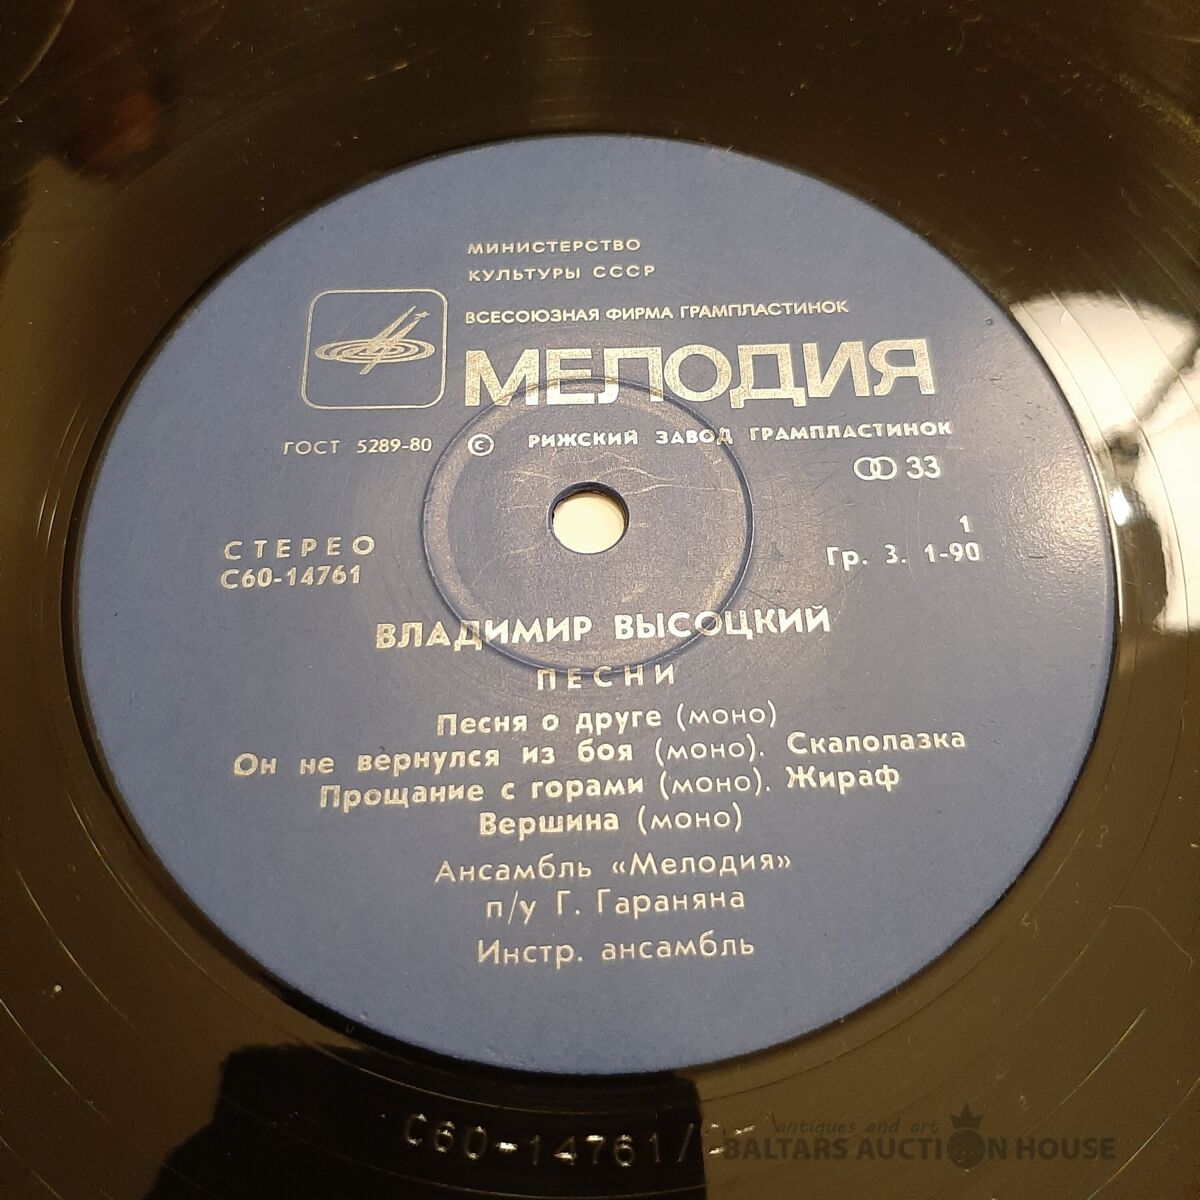 МИНИСТЕРСТВО
КУЛЬТУРЫ СССР
ВСЕСОЮЗНАЯ ФИРМА ГРАМПЛАСТИНОК
МЕЛОДИЯ
ГОСТ 5289-80 © РИЖСКИЙ ЗАВОД ГРАМПЛАСТИНОК
33
СТЕРЕО
С60-14761
1
Гр. 3. 1-90
ВЛАДИМИР ВЫСОЦКИЙ
ПЕСНИ
Песня о друге (моно)
Он не вернулся из боя (моно). Скалолазка
Прощание с горами (моно). Жираф
Вершина (моно)
Ансамбль «Мелодия»
п/у Г. Гараняна
Инстр. ансамбль
С60-14761/
antiques and art
BALTARS AUCTION HOUSE